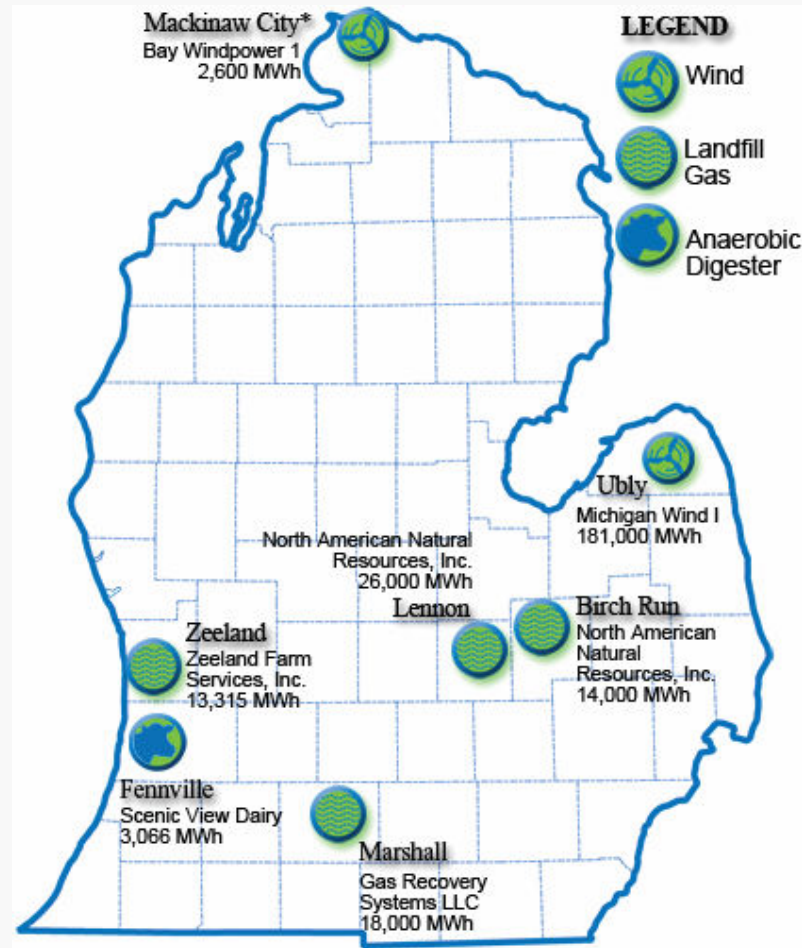 Mackinaw City*
Bay Windpower 1
2,600 MWh
LEGEND
Wind
Landfill
Gas
Anaerobic
Digester
Ubly
Michigan Wind I
181,000 MWh
North American Natural
Resources, Inc.
26,000 MWh
Lennon
Birch Run
North American
Natural
Resources, Inc.
14,000 MWh
Zeeland
Zeeland Farm
Services, Inc.
13,315 MWh
Fennville
Scenic View Dairy
3,066 MWh
Marshall
Gas Recovery
Systems LLC
18,000 MWh